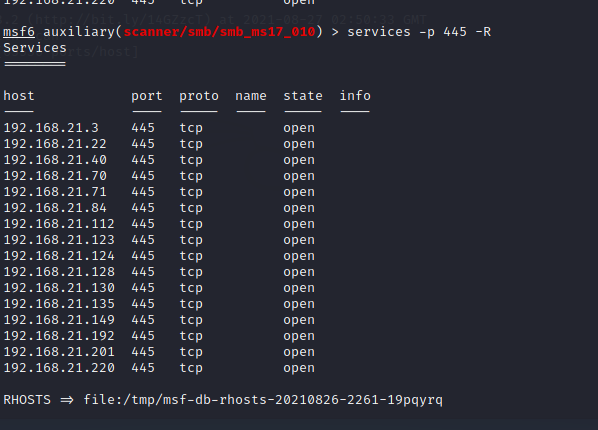 192.168.21.220 445 tcp open
msf6 auxiliary(scanner/smb/smb_ms17_010) > services -p 445 -R
Services
========
host port proto name state info
---- ---- ----- ---- ----- ----
192.168.21.3 445 tcp open
192.168.21.22 445 tcp open
192.168.21.40 445 tcp open
192.168.21.70 445 tcp open
192.168.21.71 445 tcp open
192.168.21.84 445 tcp open
192.168.21.112 445 tcp open
192.168.21.123 445 tcp open
192.168.21.124 445 tcp open
192.168.21.128 445 tcp open
192.168.21.130 445 tcp open
192.168.21.135 445 tcp open
192.168.21.149 445 tcp open
192.168.21.192 445 tcp open
192.168.21.201 445 tcp open
192.168.21.220 445 tcp open
RHOSTS => file:/tmp/msf-db-rhosts-20210826-2261-19pqyrq